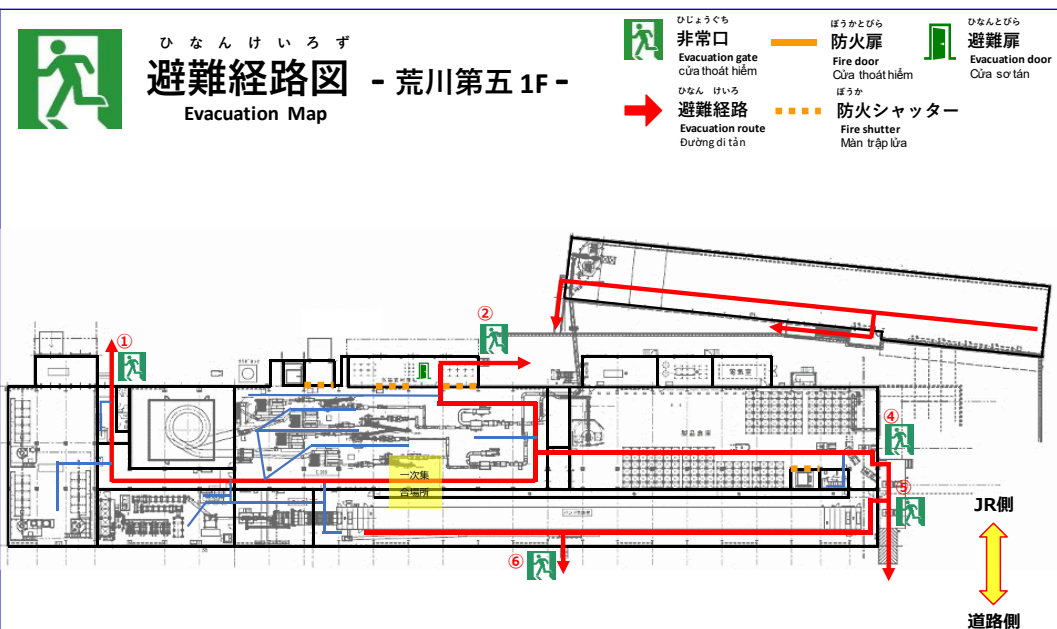 ひなんけいろず
避難経路図 - 荒川第五 1F -
Evacuation Map
ひじょうぐち
非常口
Evacuation gate
cửa thoát hiểm
ぼうかとびら
防火扉
Fire door
Cửa thoát hiểm
ひなんとびら
避難扉
Evacuation door
Cửa sơ tán
ひなん けいろ
避難経路
Evacuation route
Đường di tản
ぼうか
防火シャッター
Fire shutter
Màn trập lửa
①
②
電気室
④
製品倉庫
一次集
合場所
⑤
JR側
⑥
道路側